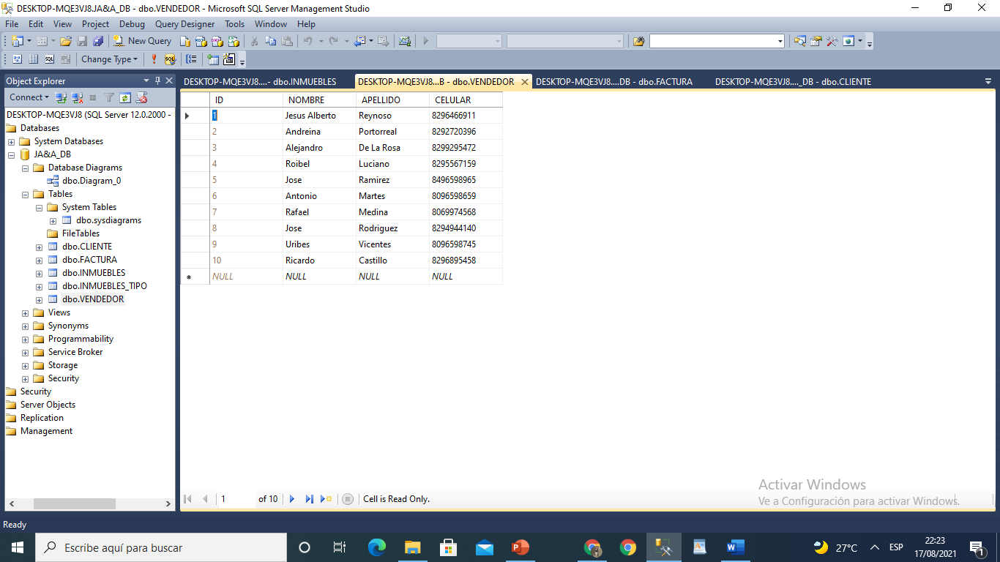 DESKTOP-MQE3VJ8.JA&A_DB - dbo.VENDEDOR - Microsoft SQL Server Management Studio
File Edit View Project Debug Query Designer Tools Window Help
New Query
Change Type
Object Explorer
Connect
DESKTOP-MQE3VJ8 (SQL Server 12.0.2000 -
Databases
System Databases
JA&A_DB
Database Diagrams
dbo.Diagram_0
Tables
System Tables
dbo.sysdiagrams
FileTables
dbo.CLIENTE
dbo.FACTURA
dbo.INMUEBLES
dbo.INMUEBLES_TIPO
dbo.VENDEDOR
Views
Synonyms
Programmability
Service Broker
Storage
Security
Security
Server Objects
Replication
Management
DESKTOP-MQE3VJ8....- dbo.INMUEBLES DESKTOP-MQE3VJ8...B - dbo.VENDEDOR DESKTOP-MQE3VJ8....DB - dbo.FACTURA DESKTOP-MQE3VJ8...._DB - dbo.CLIENTE
ID NOMBRE APELLIDO CELULAR
1 Jesus Alberto Reynoso 8296466911
2 Andreina Portorreal 8292720396
3 Alejandro De La Rosa 8299295472
4 Roibel Luciano 8295567159
5 Jose Ramirez 8496598965
6 Antonio Martes 8096598659
7 Rafael Medina 8069974568
8 Jose Rodriguez 8294944140
9 Uribes Vicentes 8096598745
10 Ricardo Castillo 8296895458
NULL NULL NULL NULL
Activar Windows
Ve a Configuración para activar Windows.
1 of 10 Cell is Read Only.
Ready
Escribe aquí para buscar
27°C ESP
22:23
17/08/2021
1